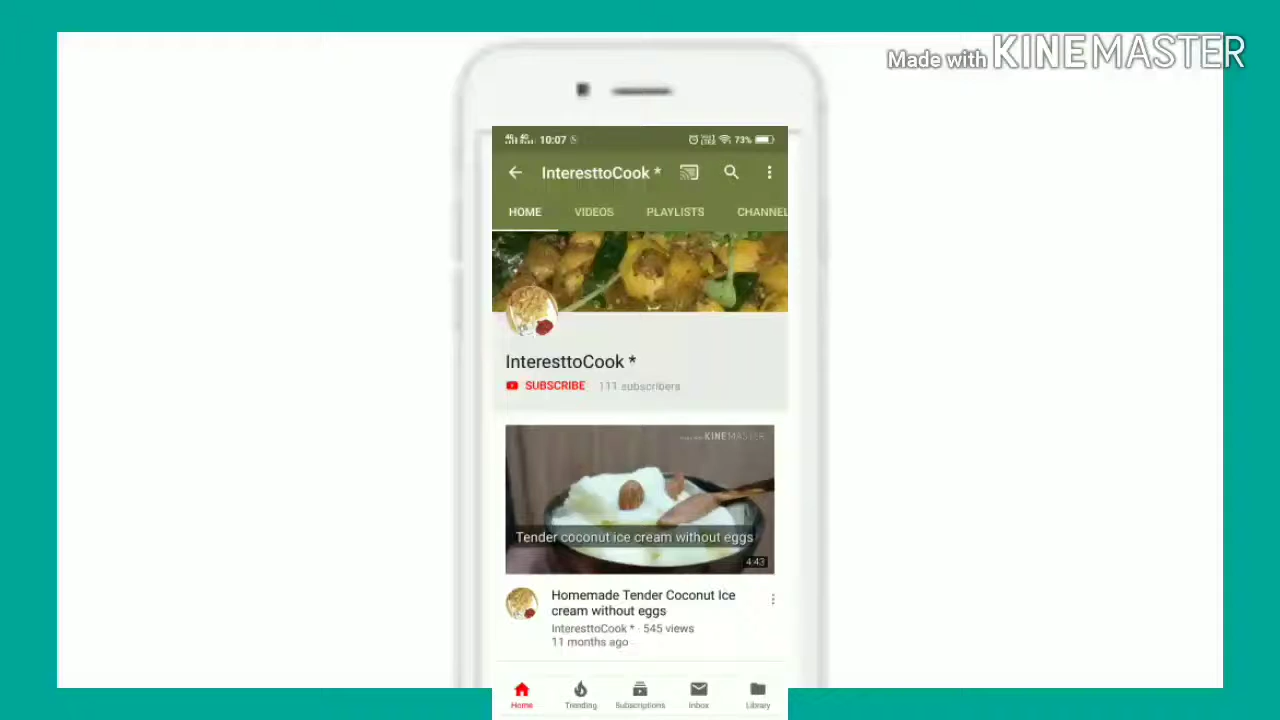 Made with KINEMASTER
10:07
73%
InteresttoCook *
HOME VIDEOS PLAYLISTS CHANNEL
InteresttoCook *
SUBSCRIBE 111 subscribers
Made with KINEMASTER
Tender coconut ice cream without eggs
4:43
Homemade Tender Coconut Ice
cream without eggs
InteresttoCook * · 545 views
11 months ago
Home Trending Subscriptions Inbox Library